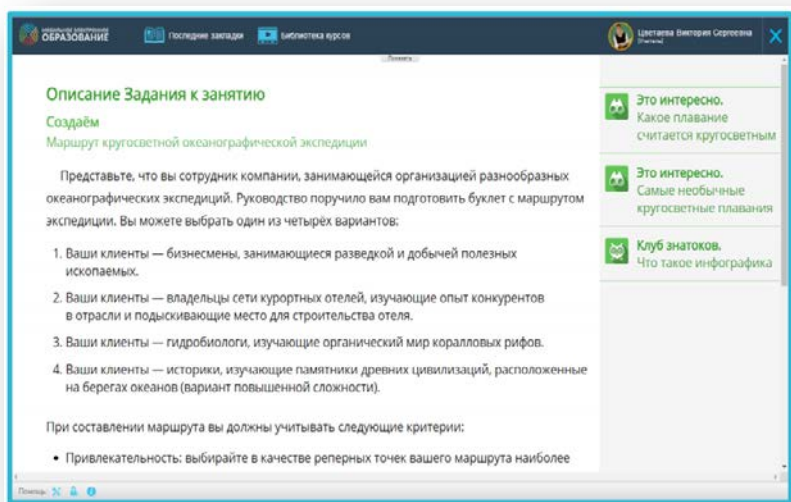 МОБИЛЬНОЕ ЭЛЕКТРОННОЕ
ОБРАЗОВАНИЕ
Последние закладки
Библиотека курсов
Цветаева Виктория Сергеевна
Описание Задания к занятию
Создаём
Маршрут кругосветной океанографической экспедиции
Представьте, что вы сотрудник компании, занимающейся организацией разнообразных
океанографических экспедиций. Руководство поручило вам подготовить буклет с маршрутом
экспедиции. Вы можете выбрать один из четырёх вариантов:
1. Ваши клиенты — бизнесмены, занимающиеся разведкой и добычей полезных
ископаемых.
2. Ваши клиенты — владельцы сети курортных отелей, изучающие опыт конкурентов
в отрасли и подыскивающие место для строительства отеля.
3. Ваши клиенты — гидробиологи, изучающие органический мир коралловых рифов.
4. Ваши клиенты — историки, изучающие памятники древних цивилизаций, расположенные
на берегах океанов (вариант повышенной сложности).
При составлении маршрута вы должны учитывать следующие критерии:
• Привлекательность: выбирайте в качестве реперных точек вашего маршрута наиболее
Это интересно.
Какое плавание
считается кругосветным
Это интересно.
Самые необычные
кругосветные плавания
Клуб знатоков.
Что такое инфографика
Помощь: